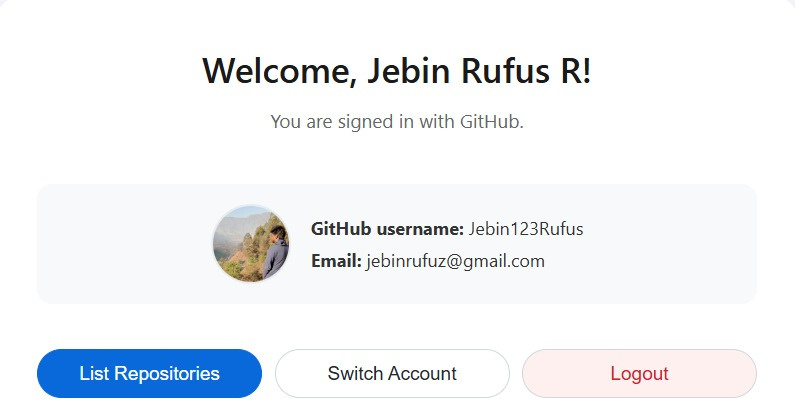 Welcome, Jebin Rufus R!
You are signed in with GitHub.
GitHub username: Jebin123Rufus
Email: jebinrufuz@gmail.com
List Repositories
Switch Account
Logout